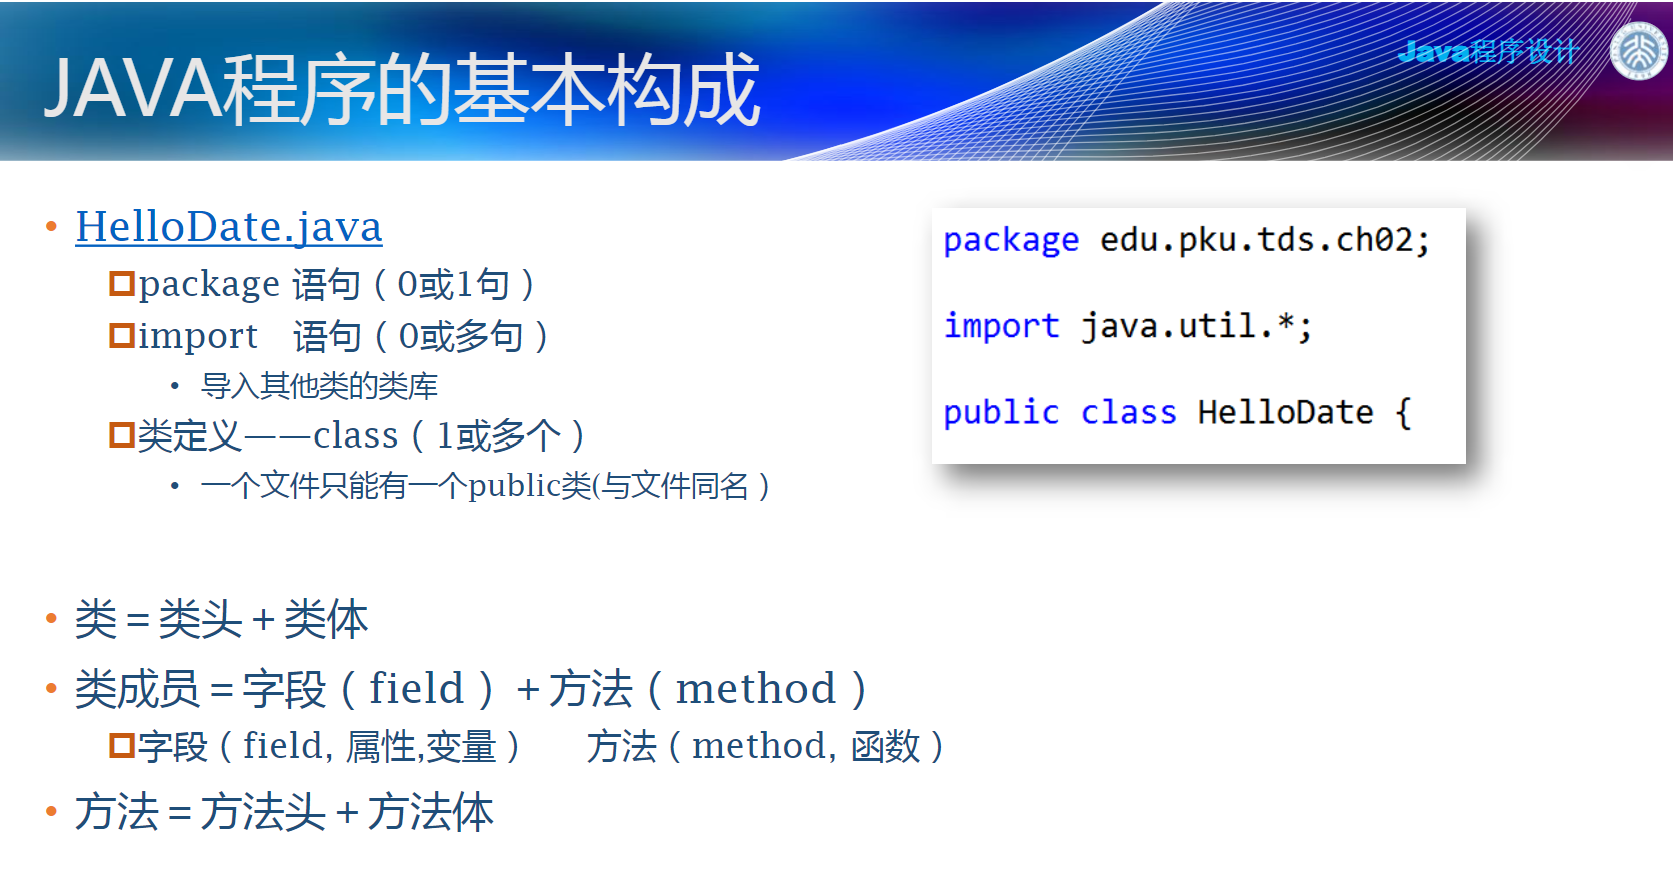 JAVA程序的基本构成
Java程序设计
• HelloDate.java
package 语句（0或1句）
import 语句（0或多句）
• 导入其他类的类库
类定义——class（1或多个）
• 一个文件只能有一个public类(与文件同名）
package edu.pku.tds.ch02;
import java.util.*;
public class HelloDate {
• 类＝类头＋类体
• 类成员＝字段（field）＋方法（method）
字段（field, 属性,变量） 方法（method, 函数）
• 方法＝方法头＋方法体